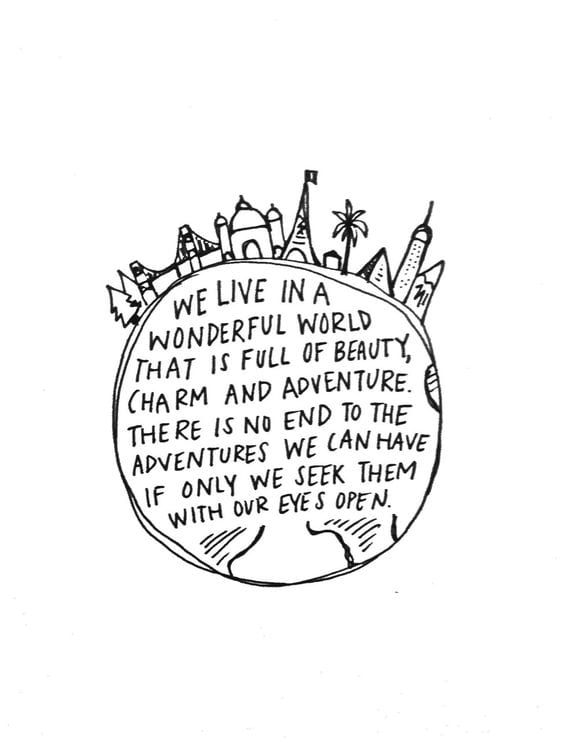 WE LIVE IN A
WONDERFUL WORLD
THAT IS FULL OF BEAUTY,
CHARM AND ADVENTURE.
THERE IS NO END TO THE
ADVENTURES WE CAN HAVE
IF ONLY WE SEEK THEM
WITH OUR EYES OPEN.